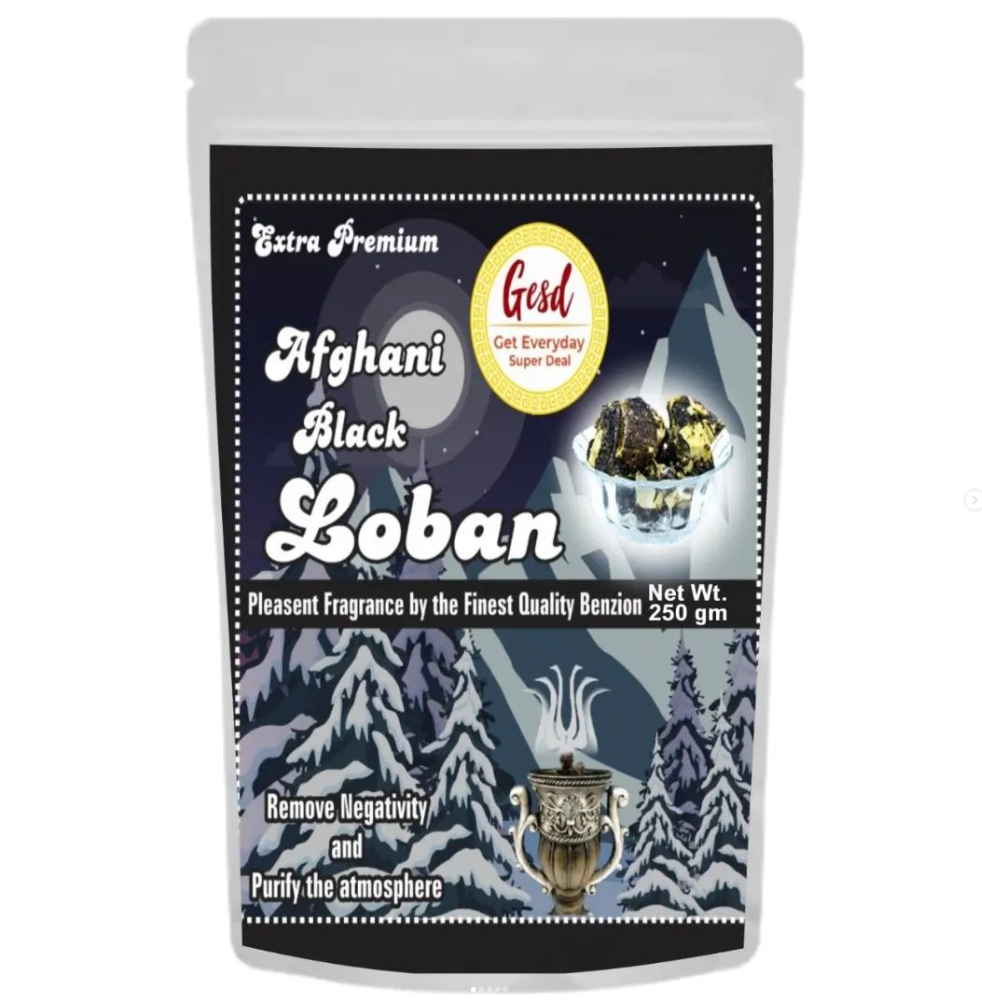 Extra Premium
Gesd
Get Everyday
Super Deal
Afghani
Black
Loban
Pleasent Fragrance by the Finest Quality Benzion
Net Wt.
250 gm
Remove Negativity
and
Purify the atmosphere